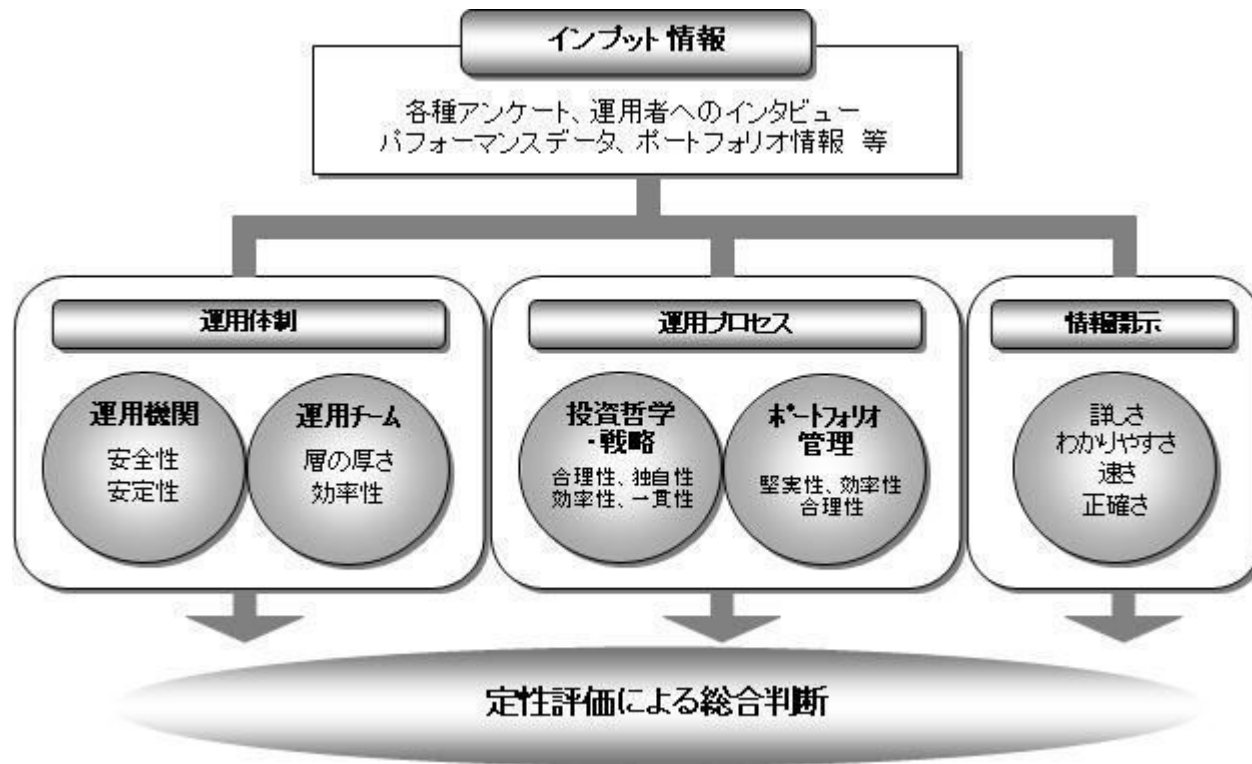 インプット情報
各種アンケート、運用者へのインタビュー
パフォーマンスデータ、ポートフォリオ情報 等
運用体制
運用機関
安全性
安定性
運用チーム
層の厚さ
効率性
運用プロセス
投資哲学
・戦略
合理性、独自性
効率性、一貫性
ポートフォリオ
管理
堅実性、効率性
合理性
情報開示
詳しさ
わかりやすさ
速さ
正確さ
定性評価による総合判断